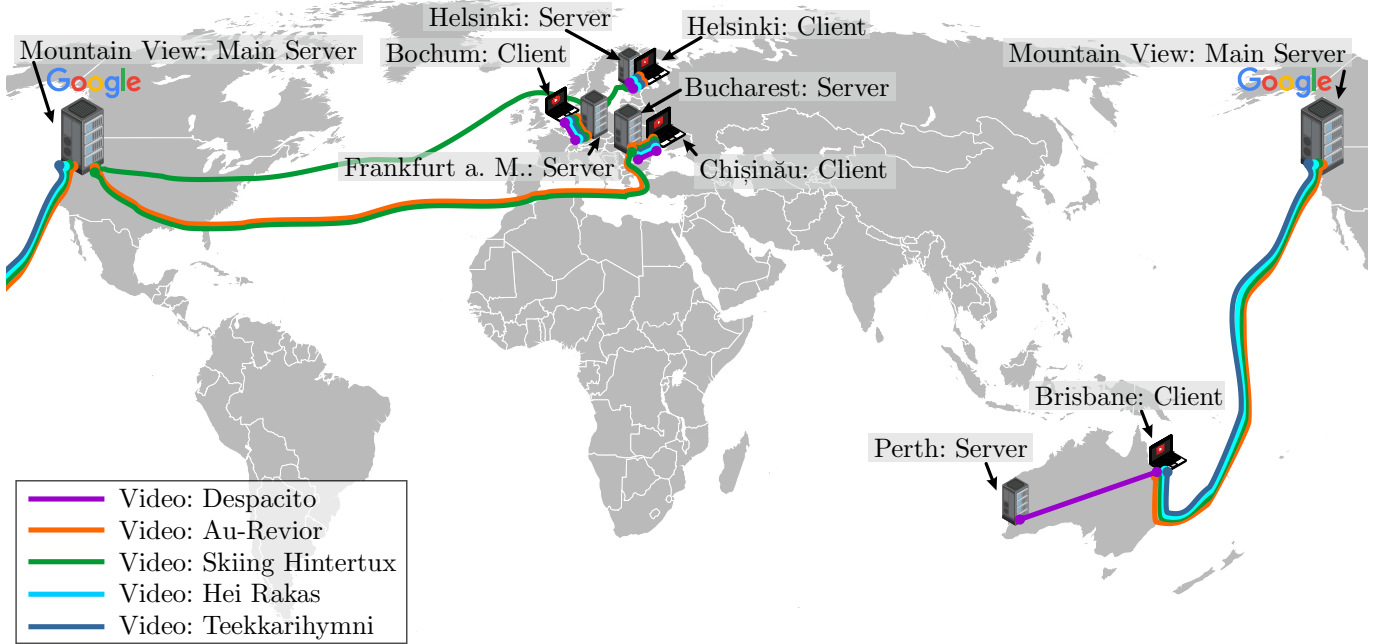 Helsinki: Server
Helsinki: Client
Mountain View: Main Server
Bochum: Client
Mountain View: Main Server
Google
Google
Bucharest: Server
Frankfurt a. M.: Server
Chișinău: Client
Brisbane: Client
Perth: Server
Video: Despacito
Video: Au-Revior
Video: Skiing Hintertux
Video: Hei Rakas
Video: Teekkarihymni